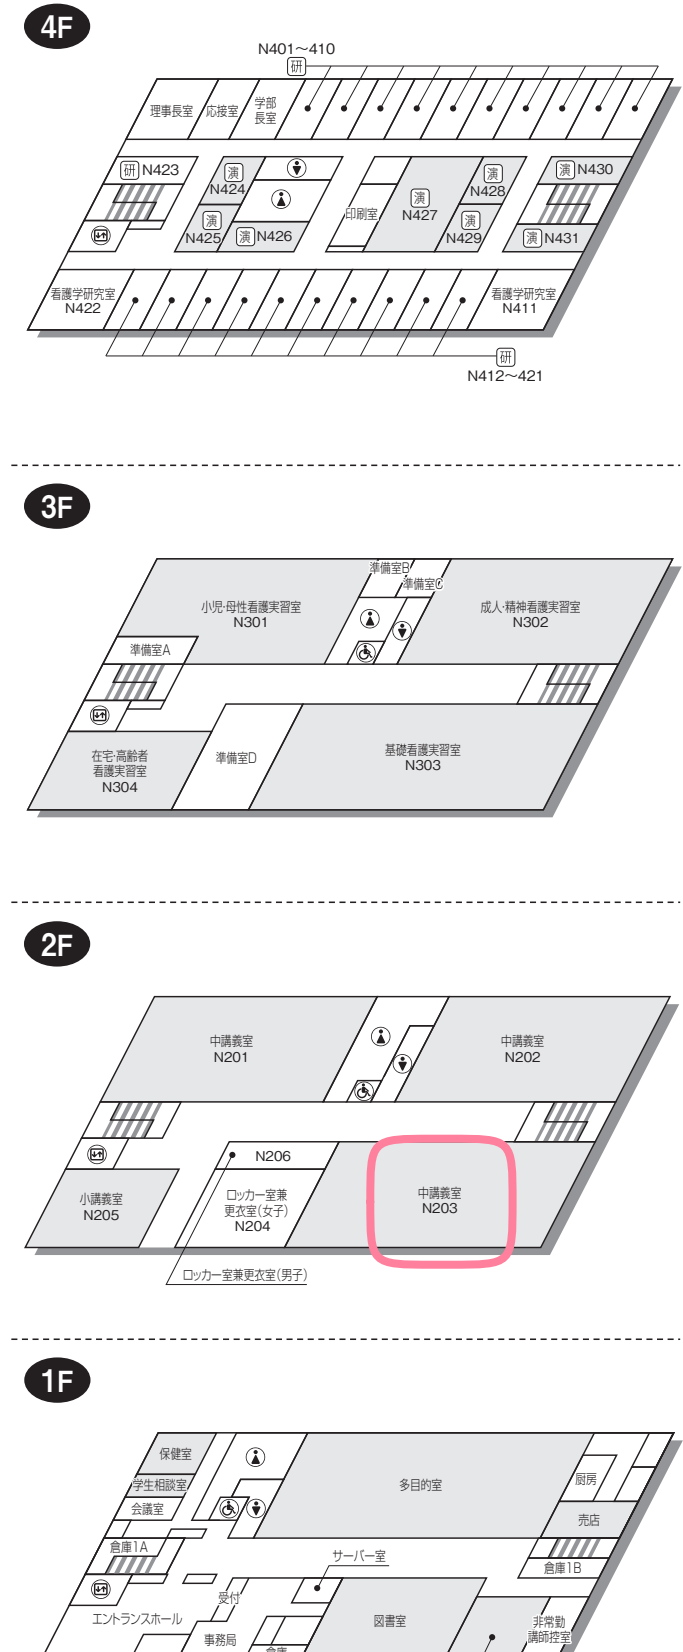 4F
N401～410
研
理事長室
応接室
学部
長室
研 N423
演
N424
演
N425
演 N426
印刷室
演
N427
演
N428
演
N429
演 N430
演 N431
看護学研究室
N422
看護学研究室
N411
研
N412～421
3F
準備室B
準備室C
小児・母性看護実習室
N301
成人・精神看護実習室
N302
準備室A
在宅・高齢者
看護実習室
N304
準備室D
基礎看護実習室
N303
2F
中講義室
N201
中講義室
N202
N206
小講義室
N205
ロッカー室兼
更衣室（女子）
N204
中講義室
N203
ロッカー室兼更衣室（男子）
1F
保健室
学生相談室
会議室
多目的室
厨房
売店
倉庫1A
サーバー室
倉庫1B
受付
エントランスホール
事務局
図書室
非常勤
講師控室
倉庫